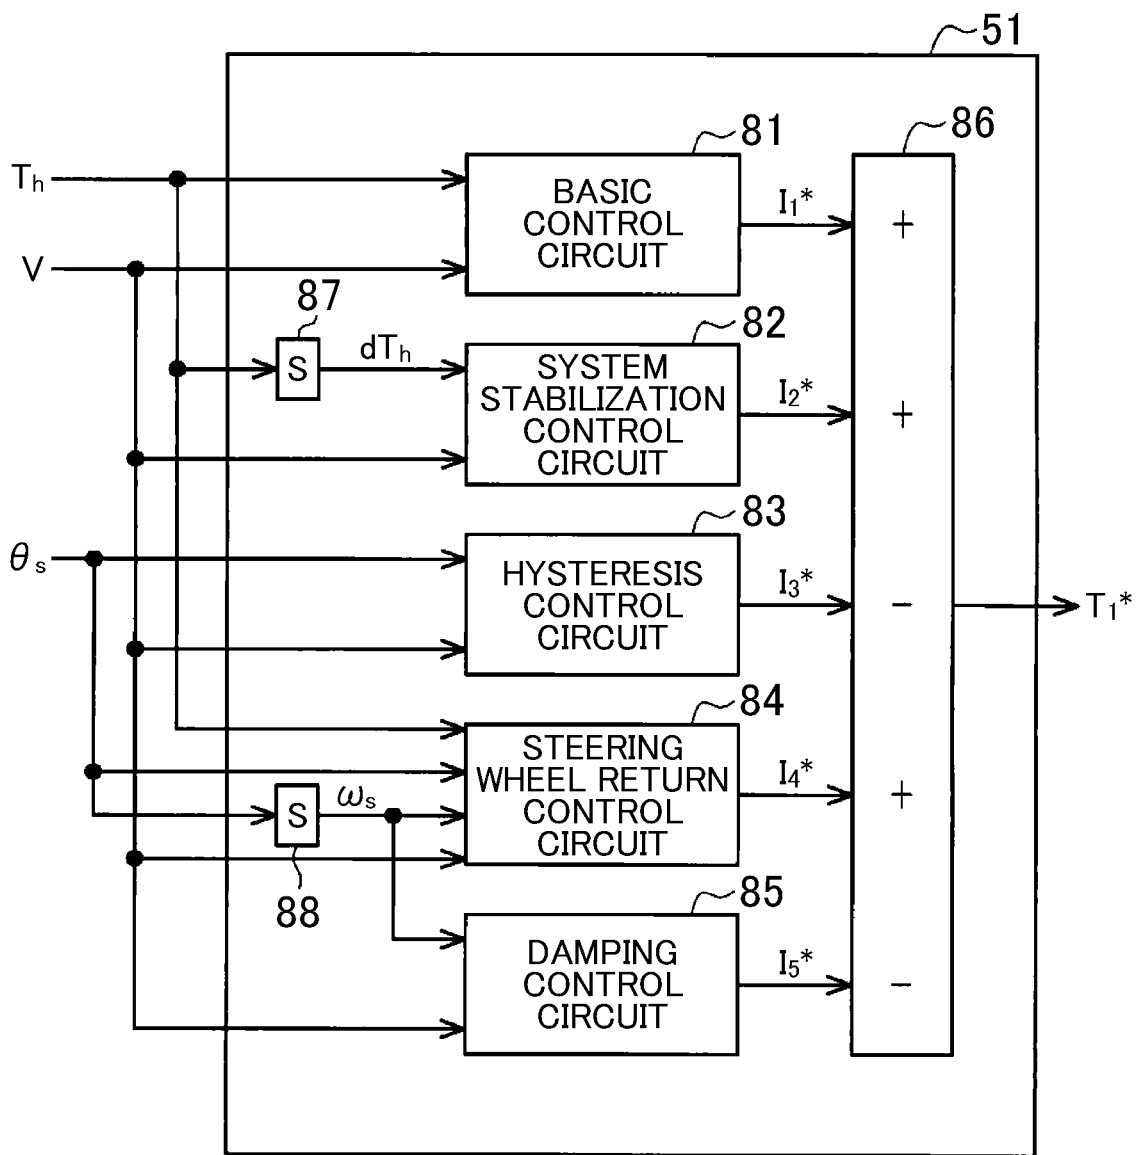 51
81
86
Th
BASIC
CONTROL
CIRCUIT
I1*
+
V
87
82
S
dTh
SYSTEM
STABILIZATION
CONTROL
CIRCUIT
I2*
+
83
θs
HYSTERESIS
CONTROL
CIRCUIT
I3*
-
T1*
84
STEERING
WHEEL RETURN
CONTROL
CIRCUIT
I4*
+
S
ωs
88
85
DAMPING
CONTROL
CIRCUIT
I5*
-